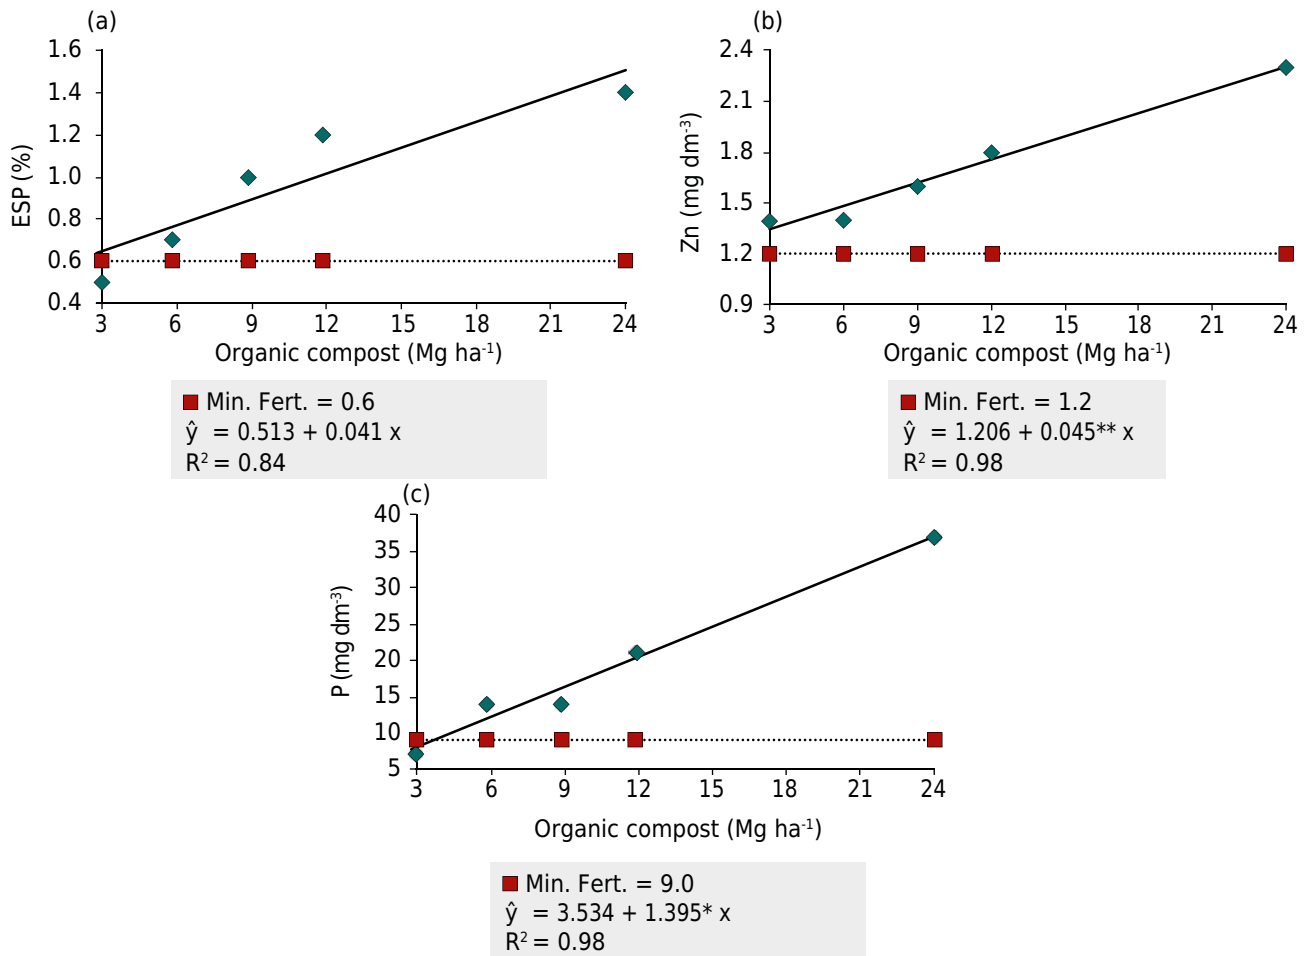 (a)
ESP (%)
1.6
1.4
1.2
1.0
0.8
0.6
0.4
3 6 9 12 15 18 21 24
Organic compost (Mg ha⁻¹)
Min. Fert. = 0.6
ŷ = 0.513 + 0.041 x
R² = 0.84
(b)
Zn (mg dm⁻³)
2.4
2.1
1.8
1.5
1.2
0.9
3 6 9 12 15 18 21 24
Organic compost (Mg ha⁻¹)
Min. Fert. = 1.2
ŷ = 1.206 + 0.045** x
R² = 0.98
(c)
P (mg dm⁻³)
40
35
30
25
20
15
10
5
3 6 9 12 15 18 21 24
Organic compost (Mg ha⁻¹)
Min. Fert. = 9.0
ŷ = 3.534 + 1.395* x
R² = 0.98